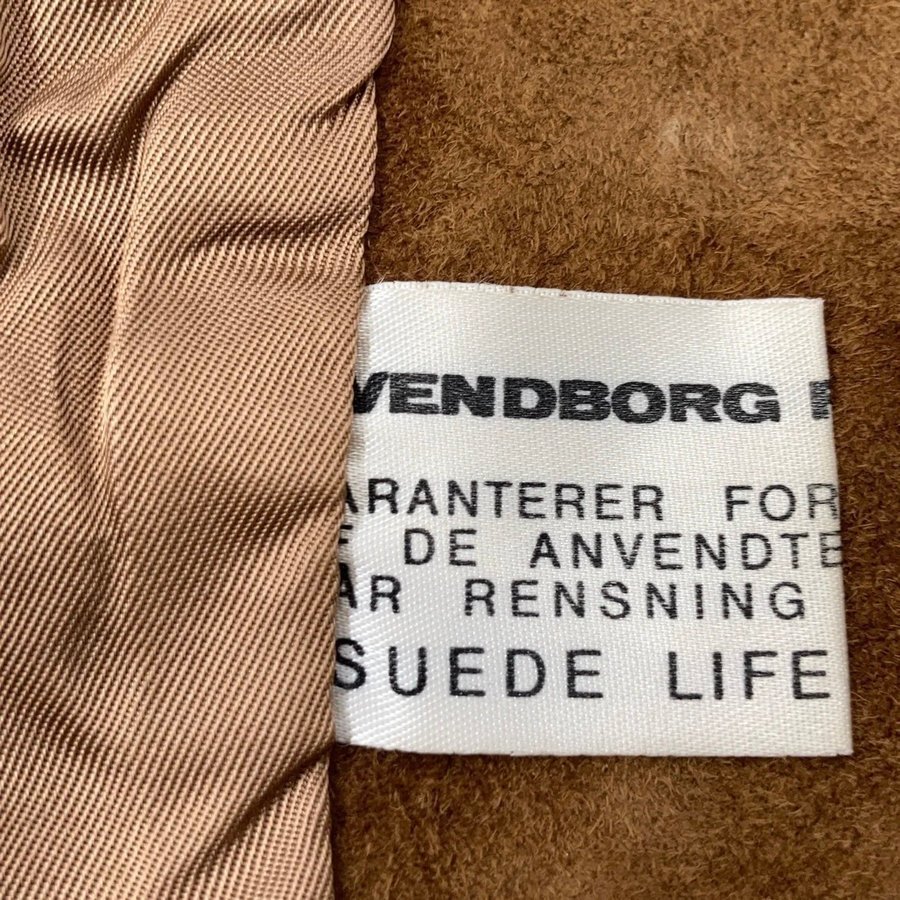 VENDBORG
ARANTERER FOR
DE ANVENDTE
AR RENSNING
SUEDE LIFE